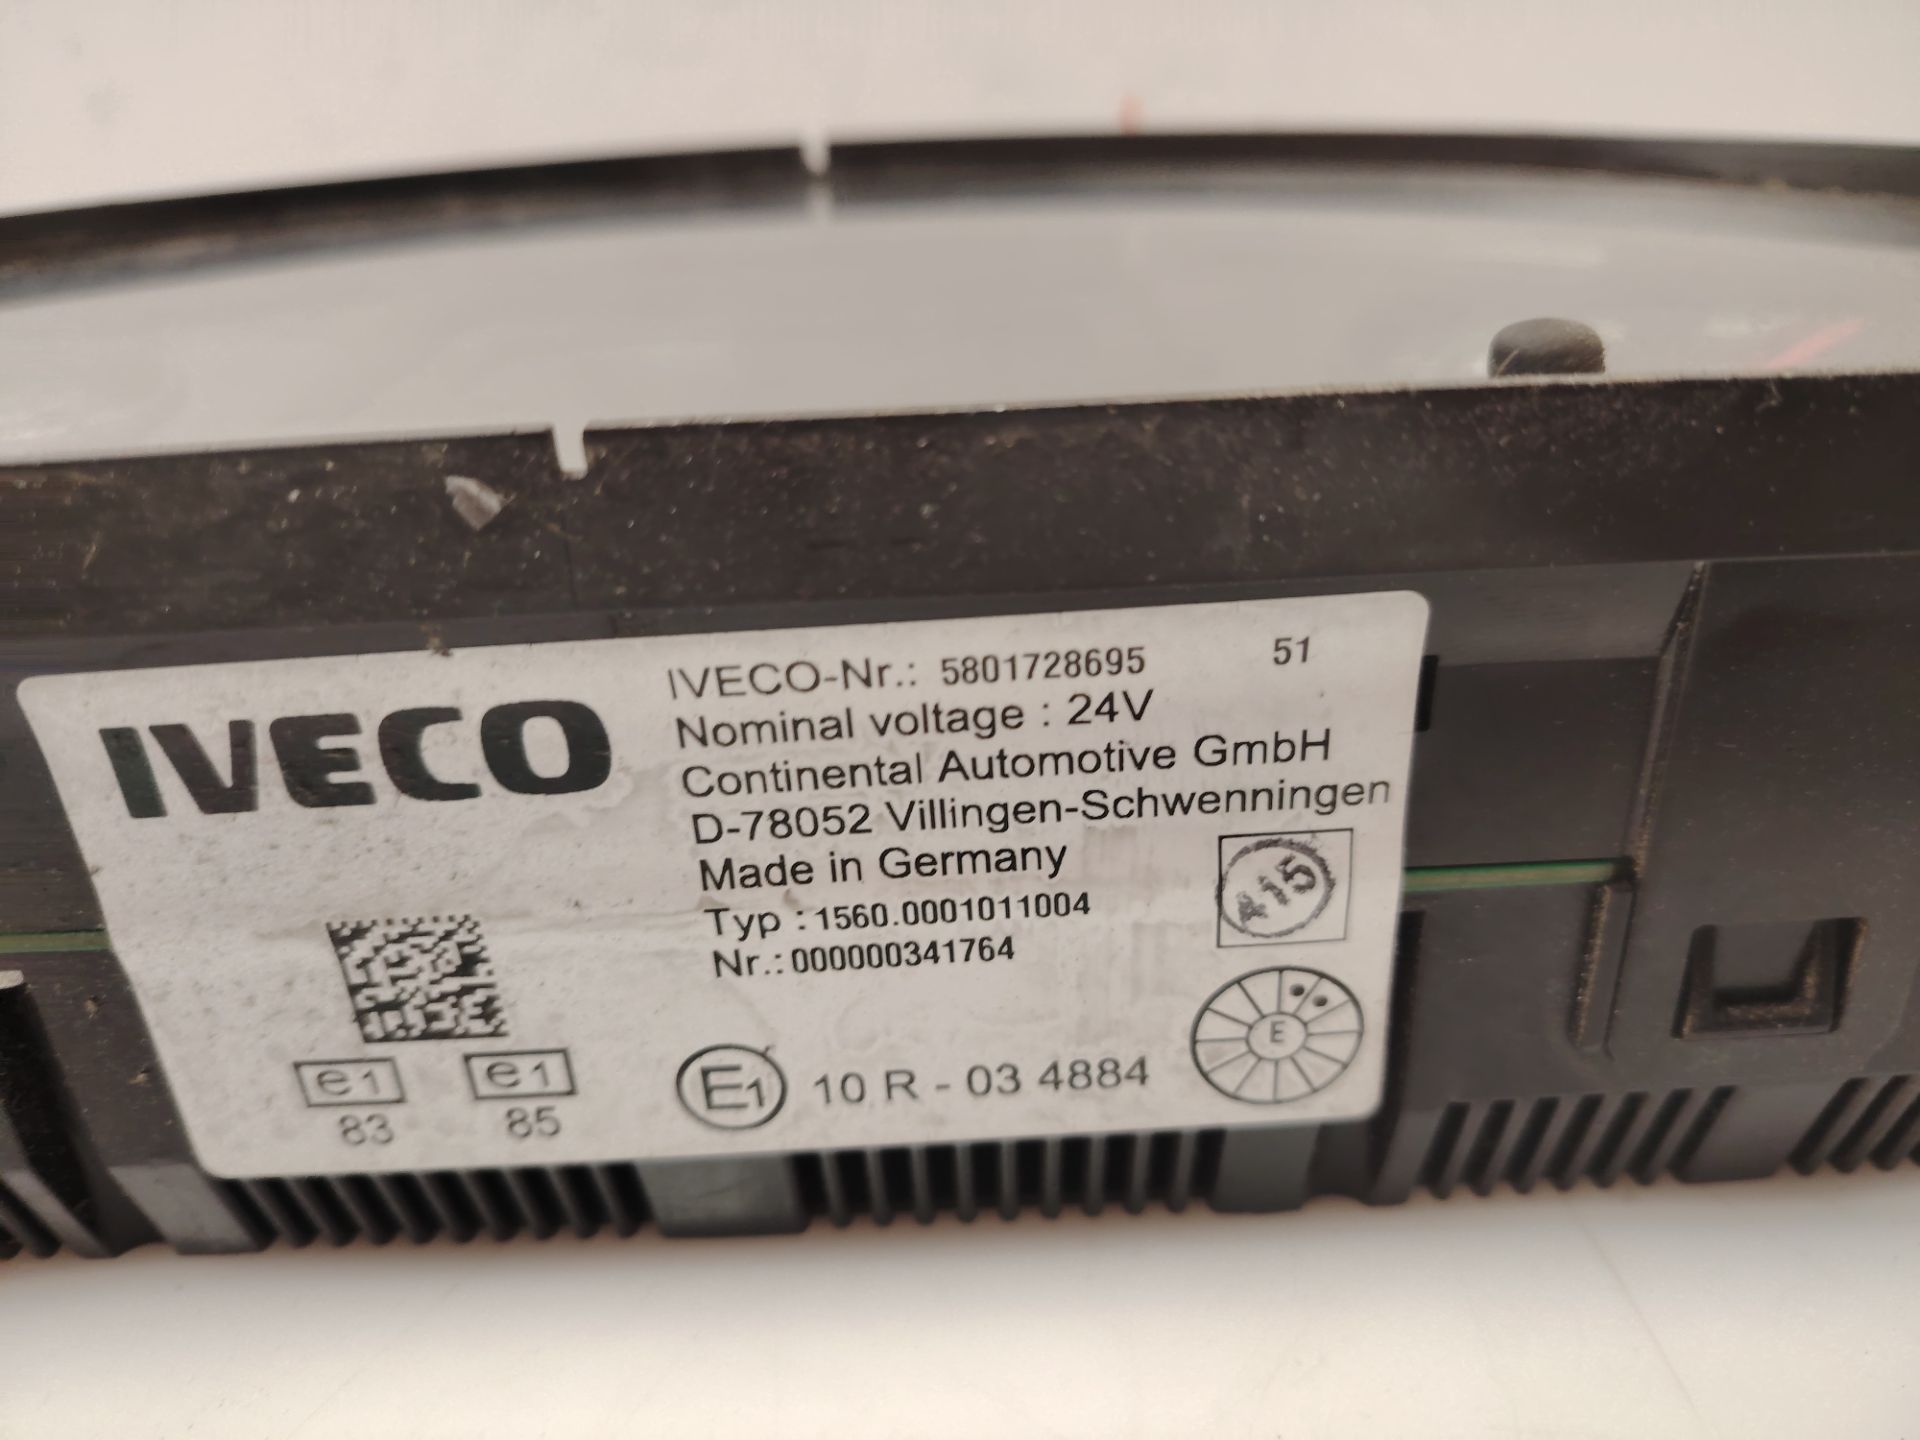 IVECO
IVECO-Nr.: 5801728695 51
Nominal voltage : 24V
Continental Automotive GmbH
D-78052 Villingen-Schwenningen
Made in Germany
Typ : 1560.0001011004
Nr.: 000000341764
e1
83
e1
85
E1 10 R - 03 4884
E